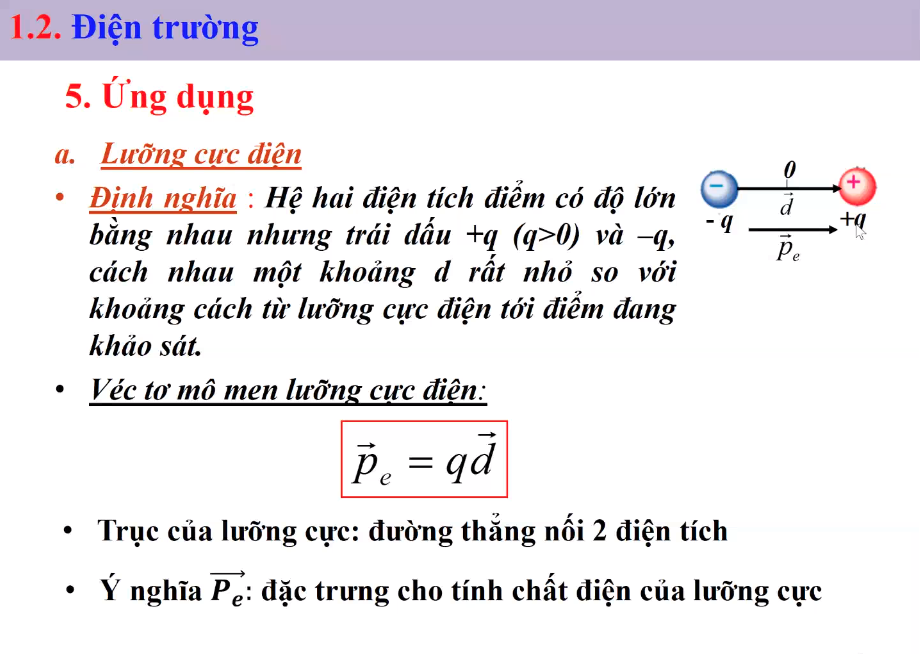 1.2. Điện trường
5. Ứng dụng
a. Lưỡng cực điện
• Định nghĩa : Hệ hai điện tích điểm có độ lớn
bằng nhau nhưng trái dấu +q (q>0) và –q,
cách nhau một khoảng d rất nhỏ so với
khoảng cách từ lưỡng cực điện tới điểm đang
khảo sát.
0
− +
d⃗
- q +q
p⃗ₑ
• Véc tơ mô men lưỡng cực điện:
p⃗ₑ = qd⃗
• Trục của lưỡng cực: đường thẳng nối 2 điện tích
• Ý nghĩa P⃗ₑ: đặc trưng cho tính chất điện của lưỡng cực